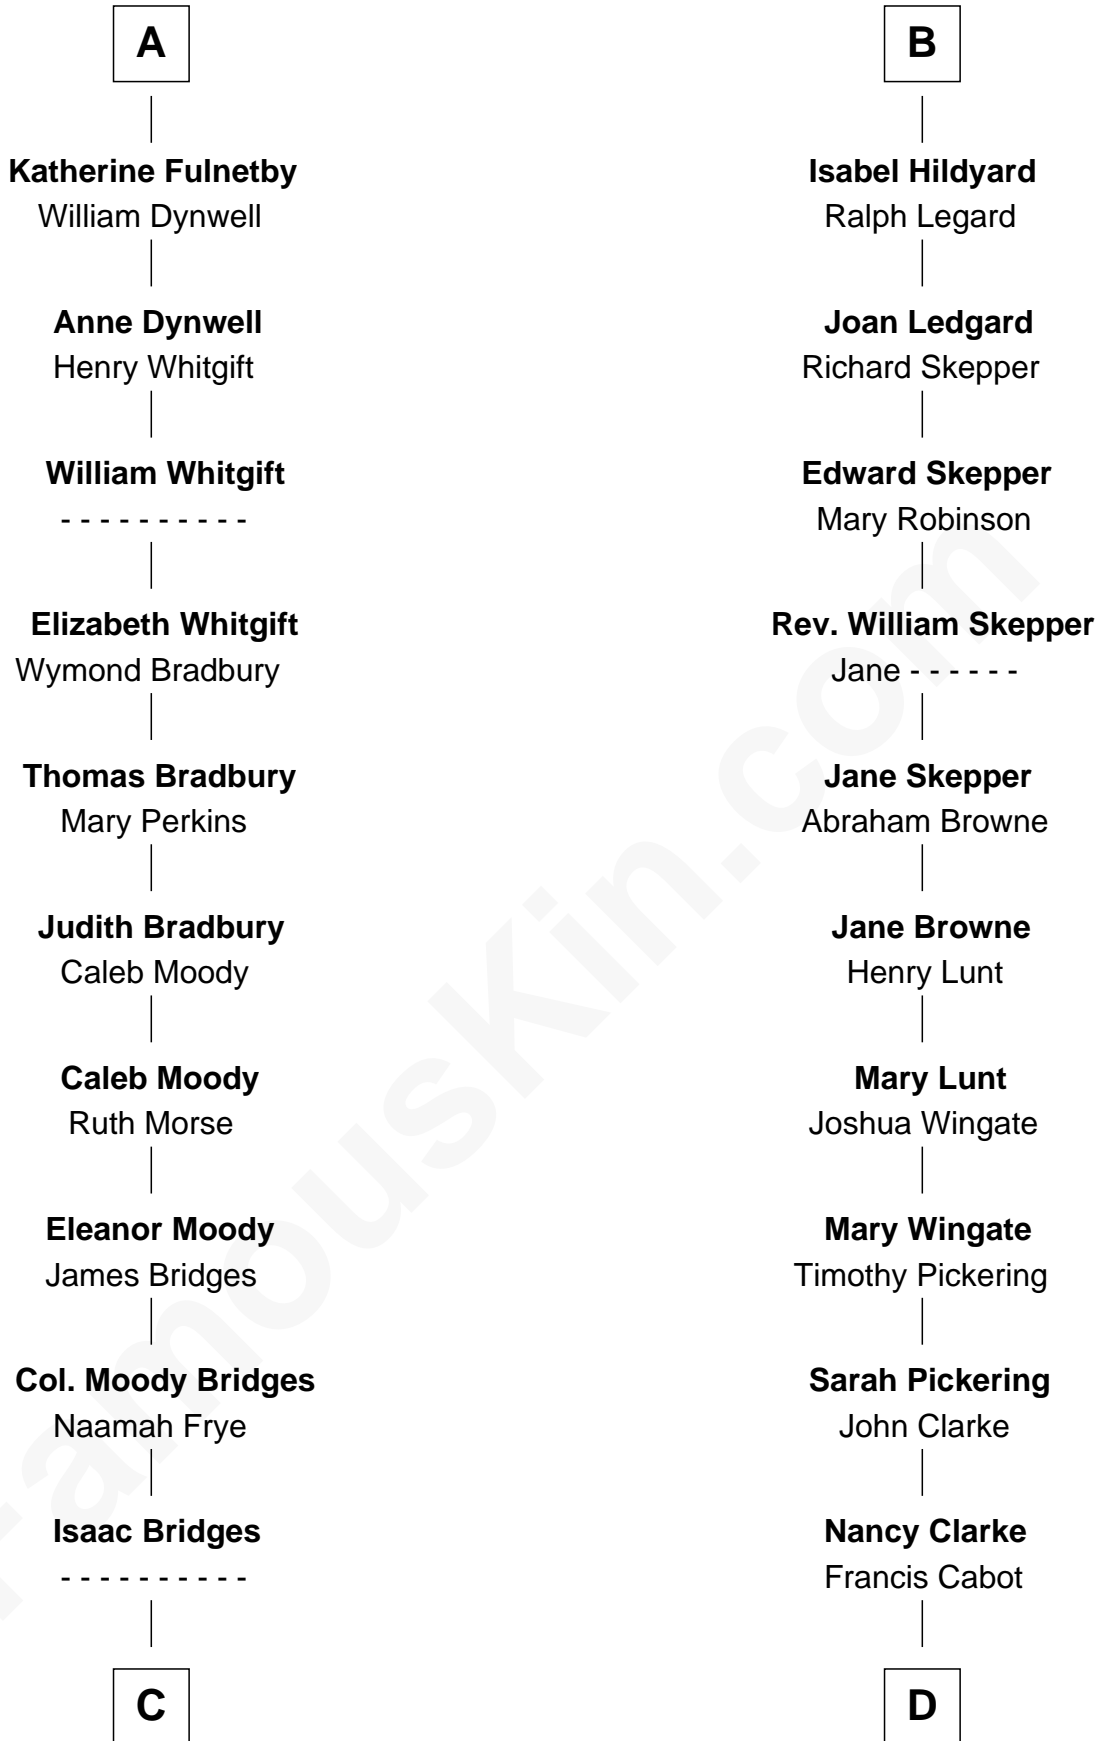 A
Katherine Fulnetby
William Dynwell
Anne Dynwell
Henry Whitgift
William Whitgift
- - - - - - - - - -
Elizabeth Whitgift
Wymond Bradbury
Thomas Bradbury
Mary Perkins
Judith Bradbury
Caleb Moody
Caleb Moody
Ruth Morse
Eleanor Moody
James Bridges
Col. Moody Bridges
Naamah Frye
Isaac Bridges
- - - - - - - - - -
C
B
Isabel Hildyard
Ralph Legard
Joan Ledgard
Richard Skepper
Edward Skepper
Mary Robinson
Rev. William Skepper
Jane - - - - - -
Jane Skepper
Abraham Browne
Jane Browne
Henry Lunt
Mary Lunt
Joshua Wingate
Mary Wingate
Timothy Pickering
Sarah Pickering
John Clarke
Nancy Clarke
Francis Cabot
D
FamousKin.com